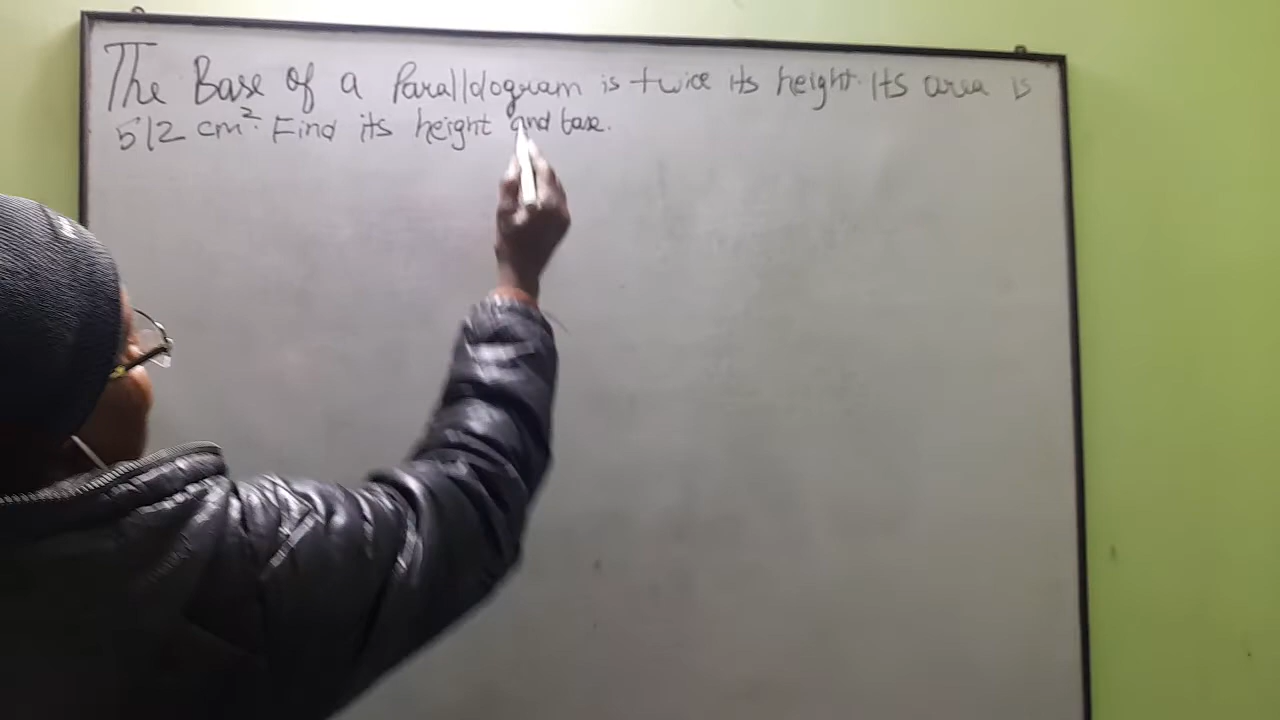 The Base of a Paralldogram is twice its height. Its area is
512 cm². Find its height and base.